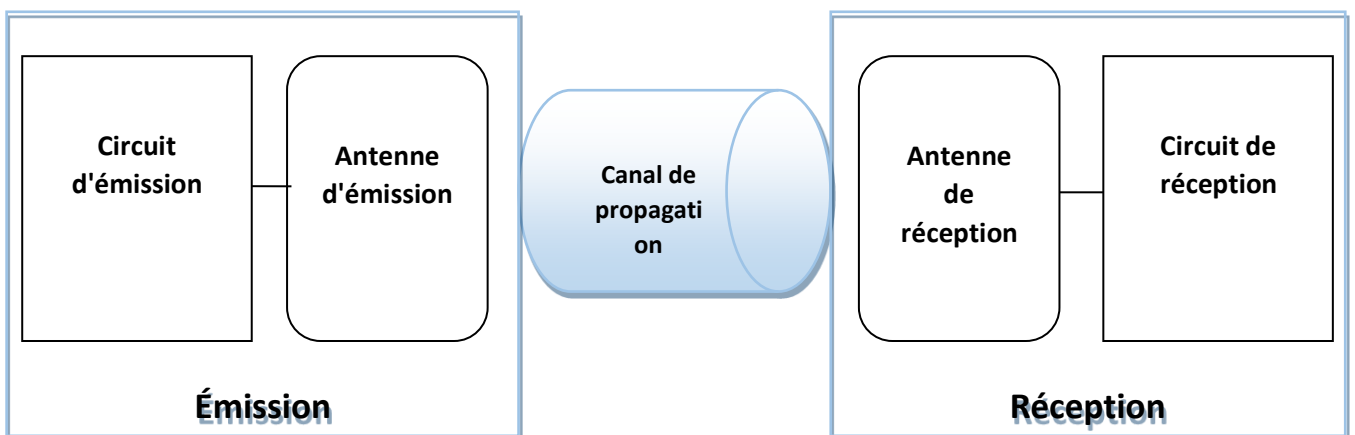 Circuit
d'émission
Antenne
d'émission
Canal de
propagati
on
Antenne
de
réception
Circuit de
réception
Émission
Réception